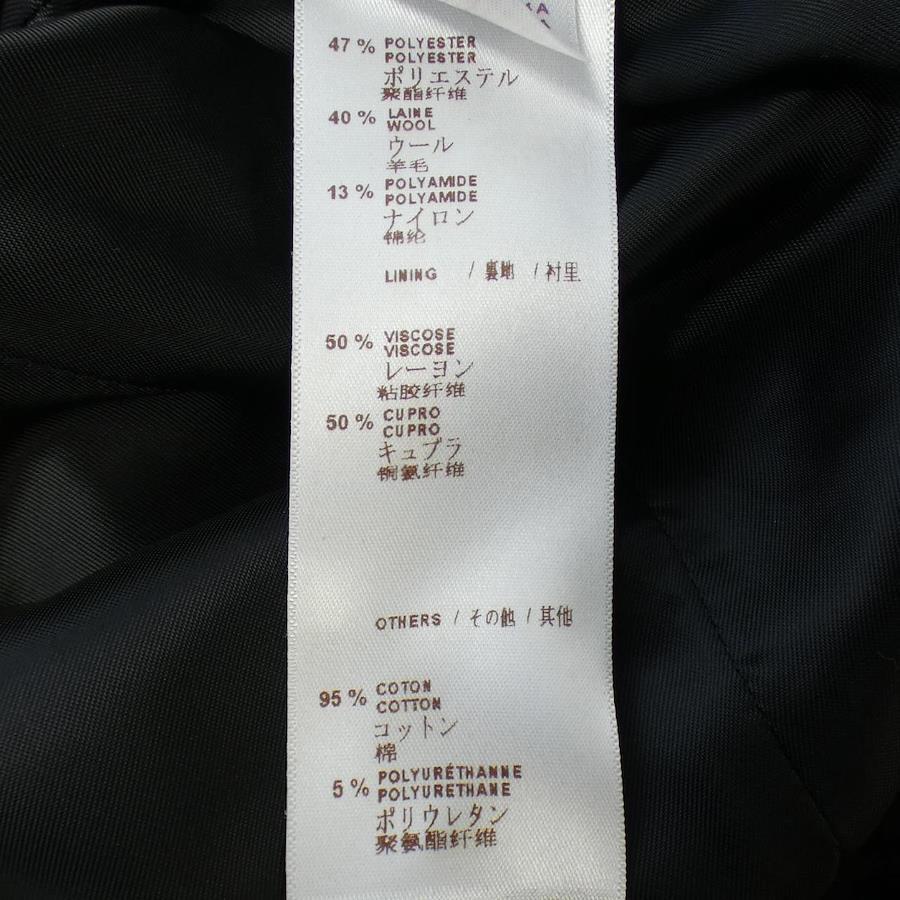 47 % POLYESTER
POLYESTER
ポリエステル
聚酯纤维
40 % LAINE
WOOL
ウール
羊毛
13 % POLYAMIDE
POLYAMIDE
ナイロン
锦纶
LINING / 裏地 / 衬里
50 % VISCOSE
VISCOSE
レーヨン
粘胶纤维
50 % CUPRO
CUPRO
キュプラ
铜氨纤维
OTHERS / その他 / 其他
95 % COTON
COTTON
コットン
棉
5 % POLYURÉTHANNE
POLYURETHANE
ポリウレタン
聚氨酯纤维